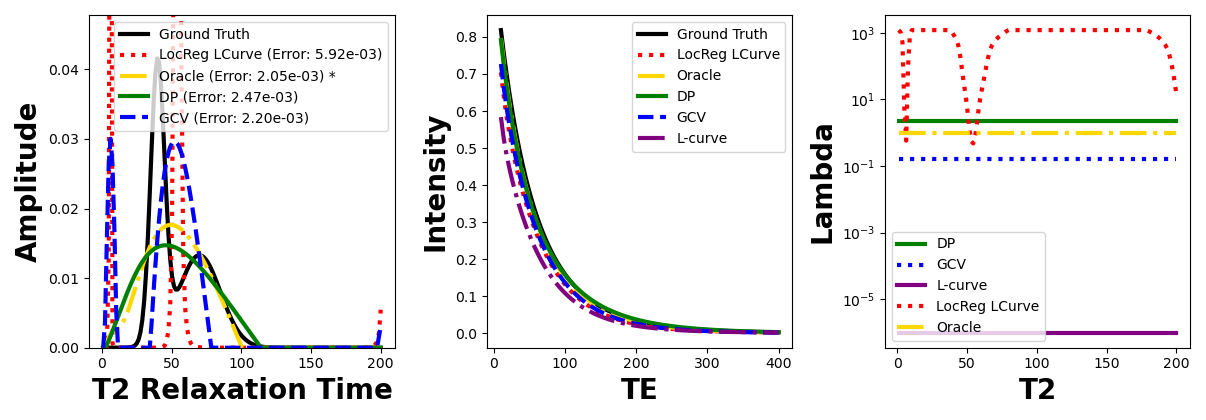 Amplitude
0.04
0.03
0.02
0.01
0.00
0
50
100
150
200
T2 Relaxation Time
Ground Truth
LocReg LCurve (Error: 5.92e-03)
Oracle (Error: 2.05e-03) *
DP (Error: 2.47e-03)
GCV (Error: 2.20e-03)
Intensity
0.8
0.7
0.6
0.5
0.4
0.3
0.2
0.1
0.0
0
100
200
300
400
TE
Ground Truth
LocReg LCurve
Oracle
DP
GCV
L-curve
Lambda
10³
10¹
10⁻¹
10⁻³
10⁻⁵
0
50
100
150
200
T2
DP
GCV
L-curve
LocReg LCurve
Oracle